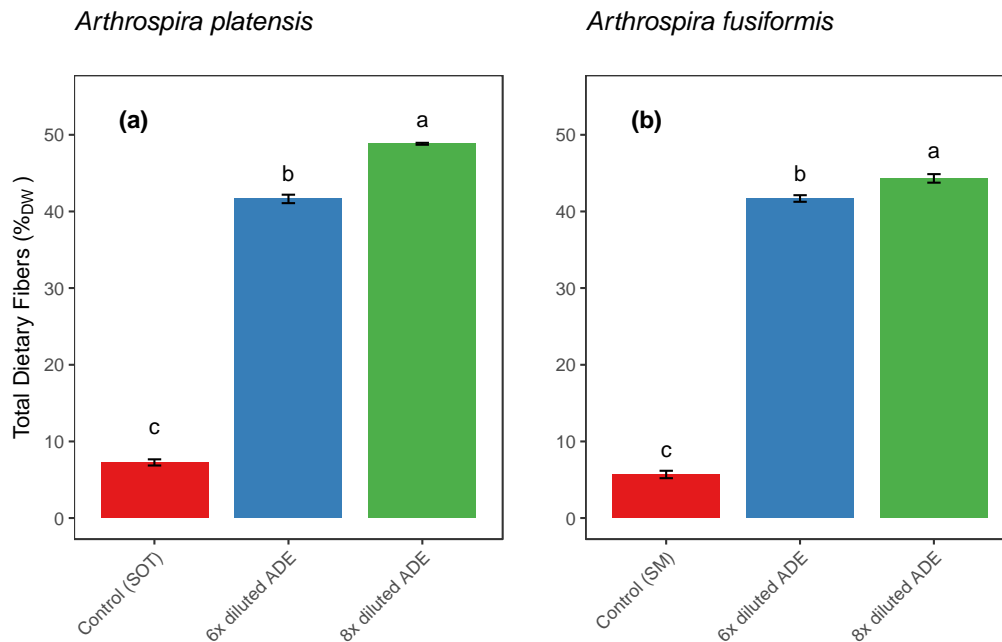 Arthrospira platensis
Arthrospira fusiformis
Total Dietary Fibers (%DW )
(a)
50
40
30
20
10
0
c
b
a
Control (SOT)
6x diluted ADE
8x diluted ADE
(b)
50
40
30
20
10
0
c
b
a
Control (SM)
6x diluted ADE
8x diluted ADE